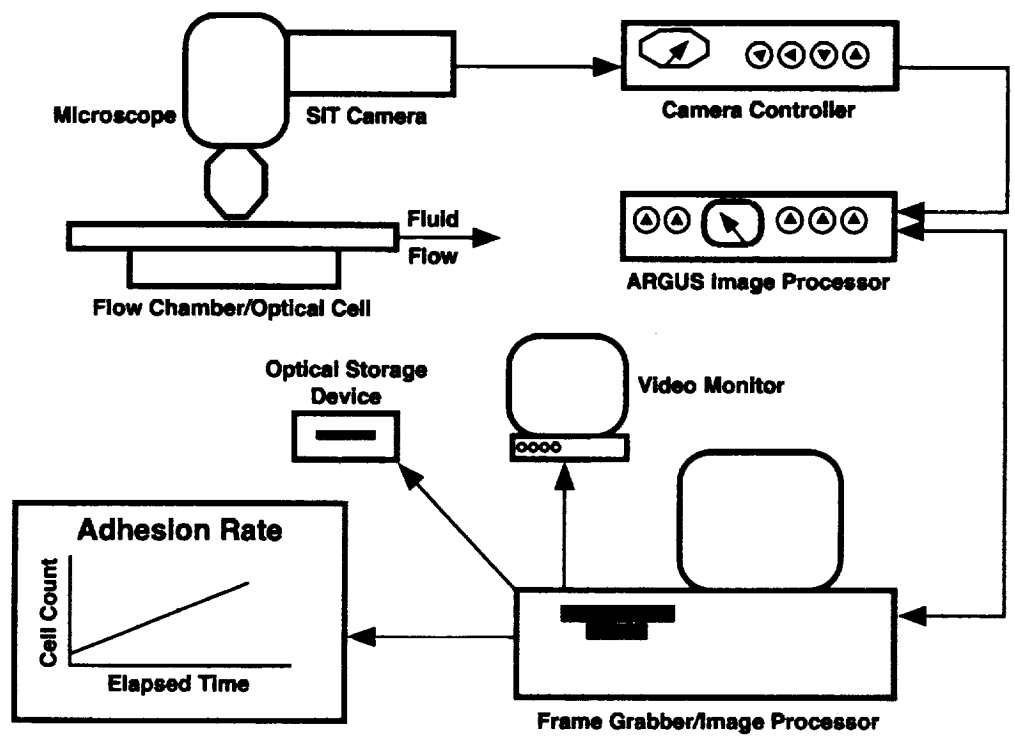 Microscope
SIT Camera
Camera Controller
Fluid
Flow
Flow Chamber/Optical Cell
ARGUS Image Processor
Optical Storage
Device
Video Monitor
Adhesion Rate
Cell Count
Elapsed Time
Frame Grabber/Image Processor